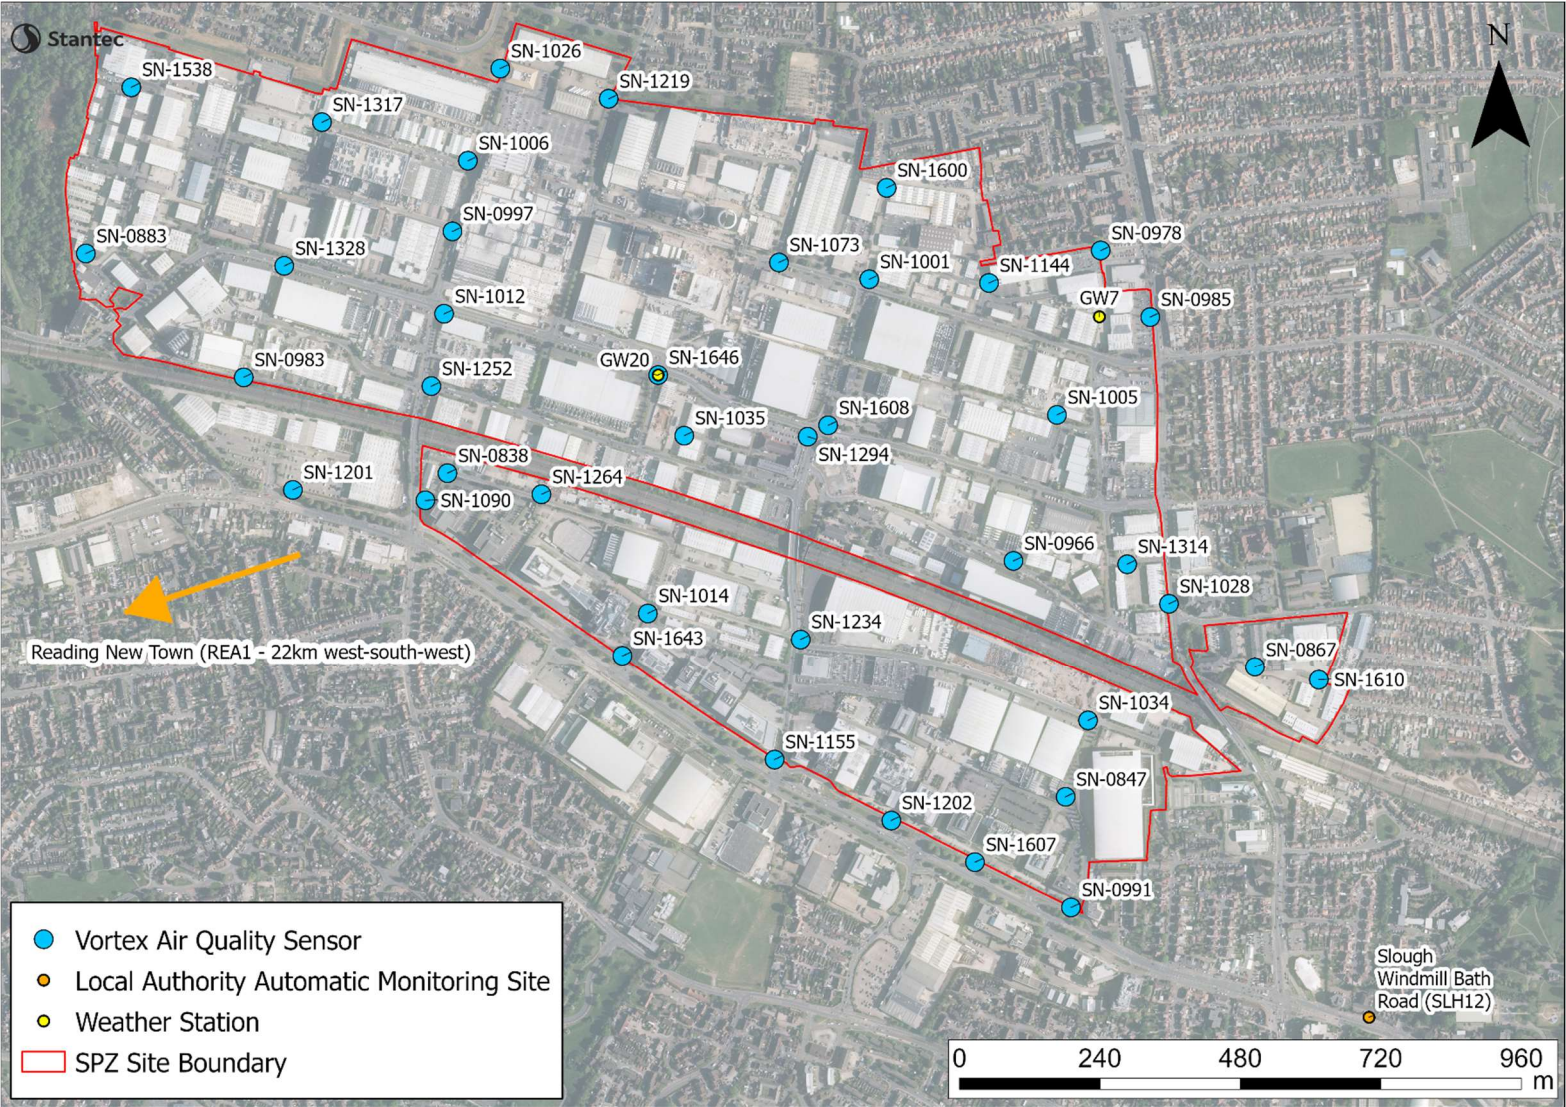 Stantec
N
SN-1026
SN-1538
SN-1219
SN-1317
SN-1006
SN-1600
SN-0997
SN-0883
SN-0978
SN-1328
SN-1073
SN-1001
SN-1144
GW7
SN-0985
SN-1012
GW20
SN-1646
SN-0983
SN-1252
SN-1005
SN-1608
SN-1035
SN-1294
SN-0838
SN-1201
SN-1264
SN-1090
SN-0966
SN-1314
SN-1028
SN-1014
SN-1234
SN-1643
Reading New Town (REA1 - 22km west-south-west)
SN-0867
SN-1610
SN-1034
SN-1155
SN-0847
SN-1202
SN-1607
SN-0991
Vortex Air Quality Sensor
Local Authority Automatic Monitoring Site
Weather Station
SPZ Site Boundary
Slough
Windmill Bath
Road (SLH12)
0 240 480 720 960
m